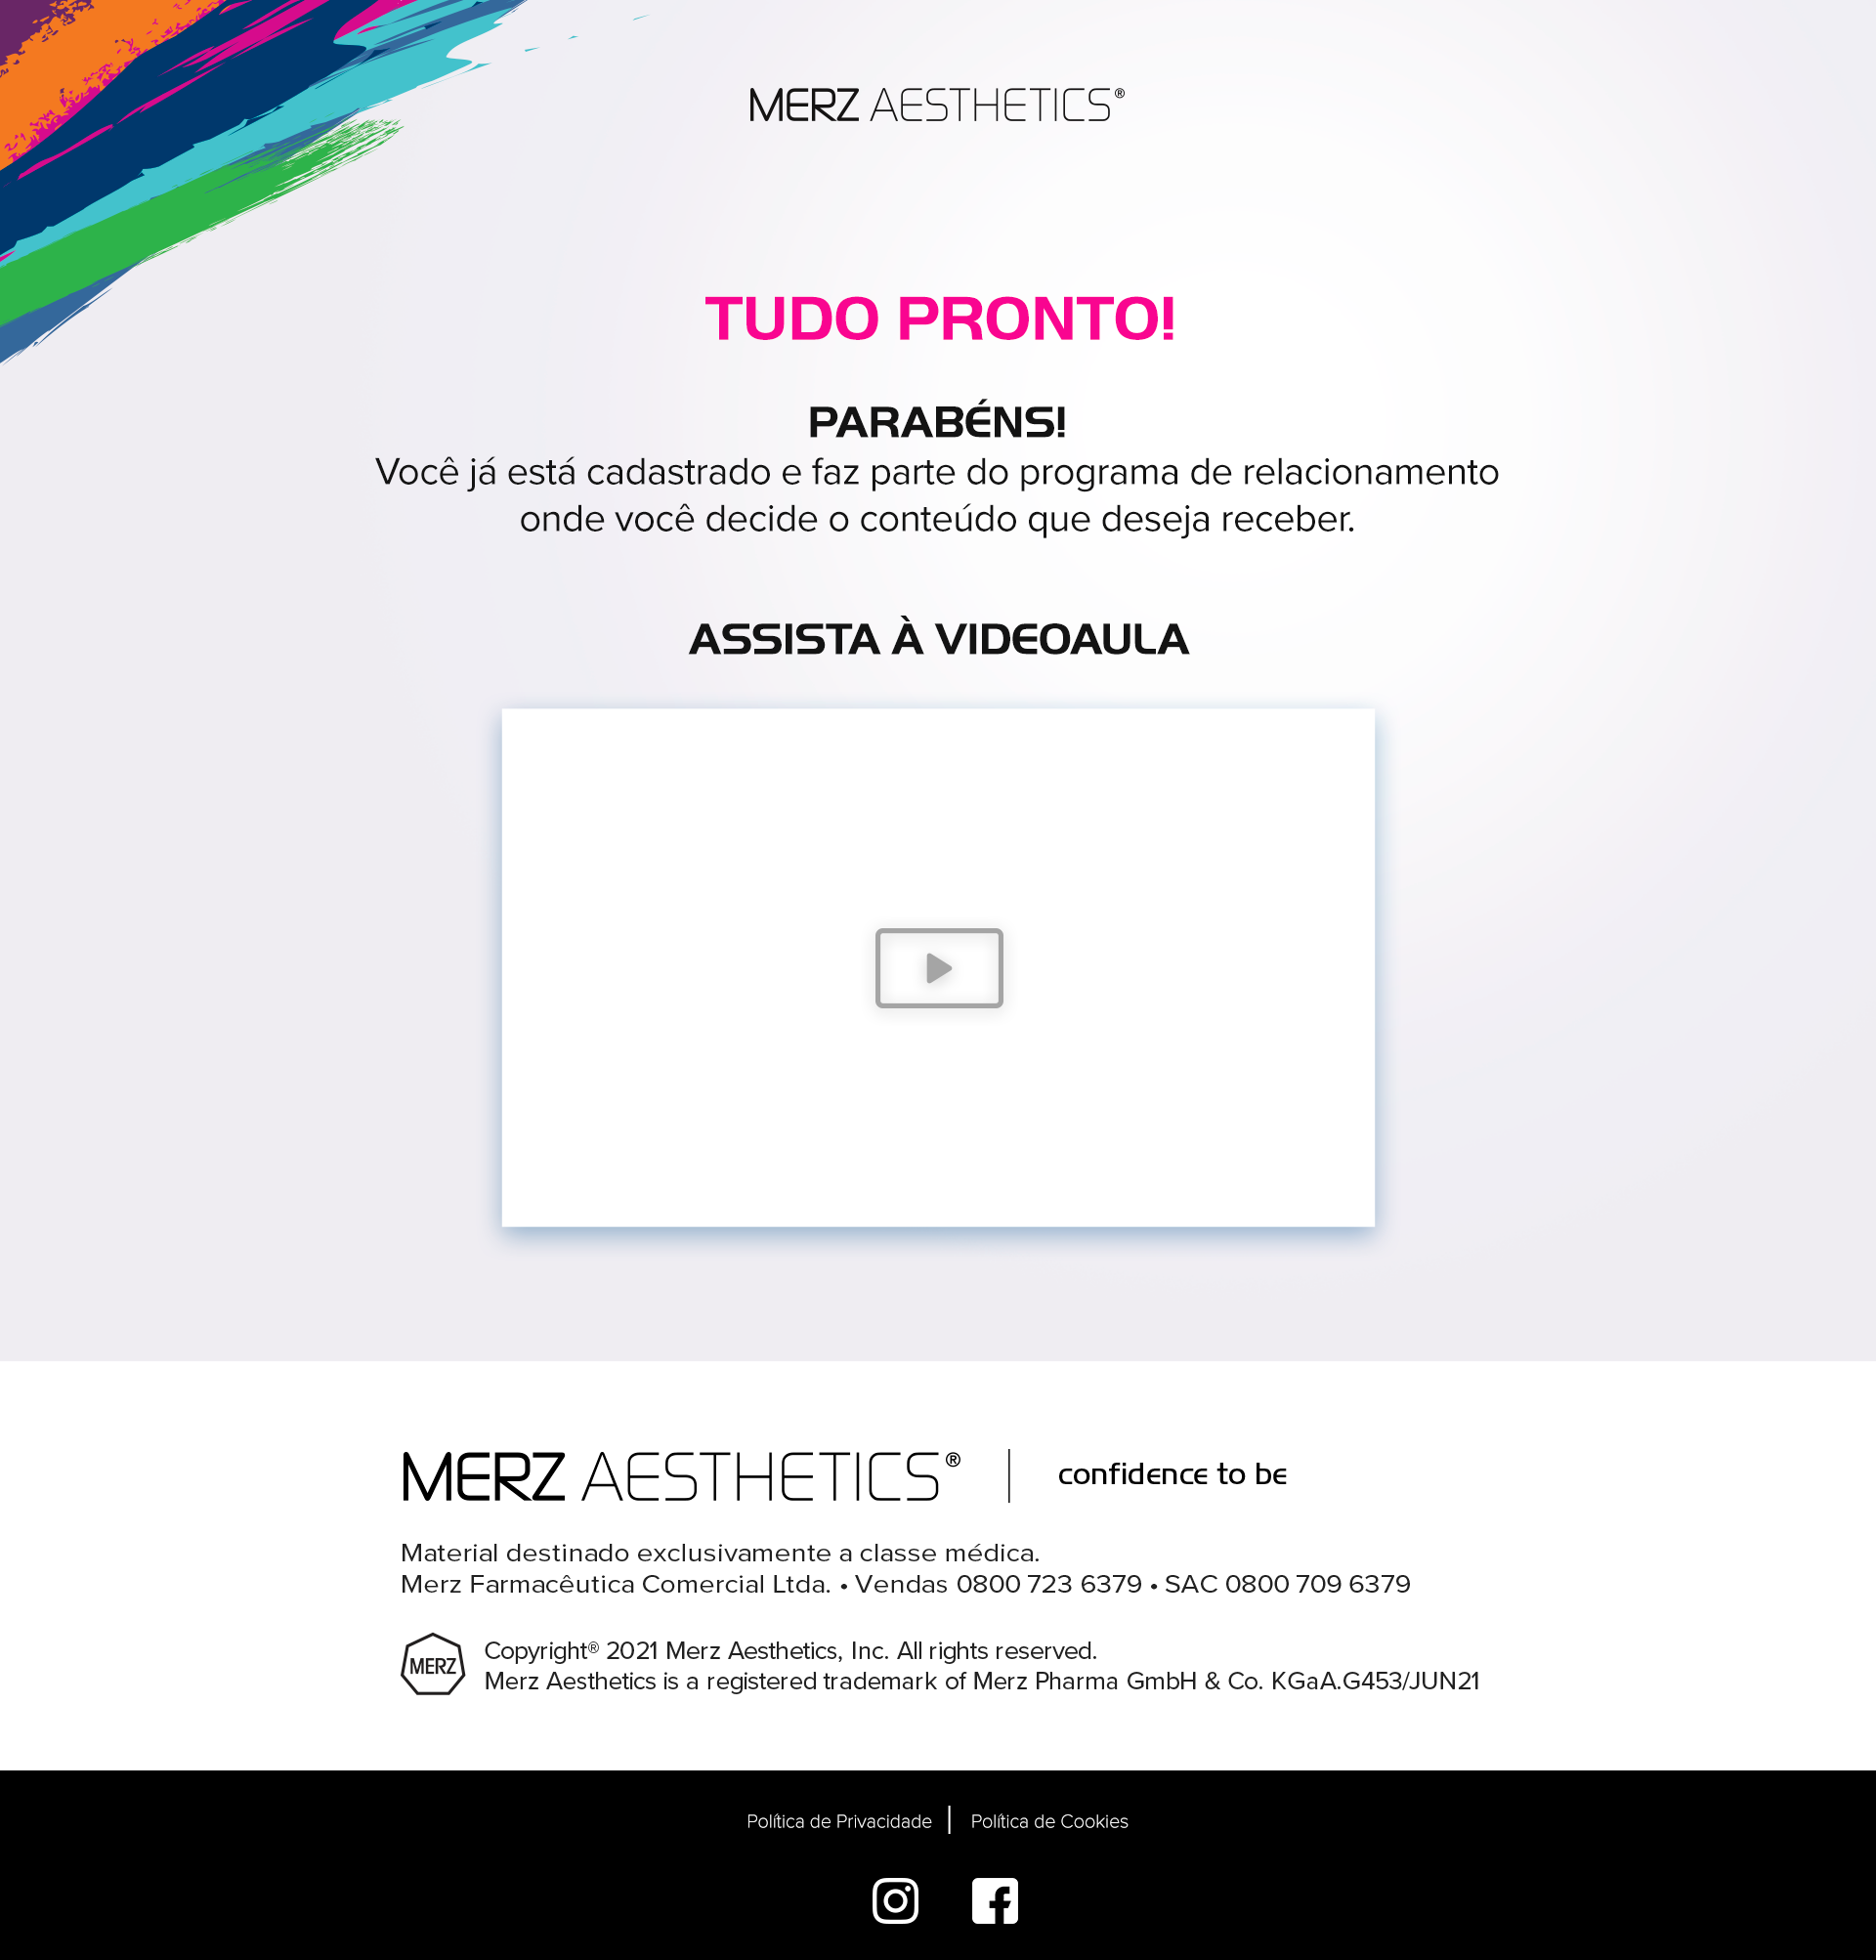 MERZ AESTHETICS®
TUDO PRONTO!
PARABÉNS!
Você já está cadastrado e faz parte do programa de relacionamento
onde você decide o conteúdo que deseja receber.
ASSISTA À VIDEOAULA
MERZ AESTHETICS® | confidence to be
Material destinado exclusivamente a classe médica.
Merz Farmacêutica Comercial Ltda. • Vendas 0800 723 6379 • SAC 0800 709 6379
MERZ
Copyright® 2021 Merz Aesthetics, Inc. All rights reserved.
Merz Aesthetics is a registered trademark of Merz Pharma GmbH & Co. KGaA.G453/JUN21
Política de Privacidade | Política de Cookies